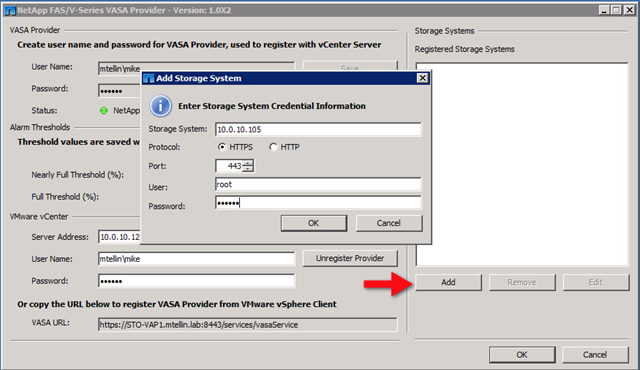 NetApp FAS/V-Series VASA Provider - Version: 1.0X2
VASA Provider
Create user name and password for VASA Provider, used to register with vCenter Server
User Name: mtellin\mike
Save
Password: ••••••
Status: NetApp
Alarm Thresholds
Threshold values are saved w
Nearly Full Threshold (%):
Full Threshold (%):
VMware vCenter
Server Address: 10.0.10.12
User Name: mtellin\mike
Unregister Provider
Password: ••••••
Or copy the URL below to register VASA Provider from VMware vSphere Client
VASA URL: https://STO-VAP1.mtellin.lab:8443/services/vasaService
Add Storage System
Enter Storage System Credential Information
Storage System: 10.0.10.105
Protocol: HTTPS HTTP
Port: 443
User: root
Password: ••••••
OK Cancel
Storage Systems
Registered Storage Systems
Add Remove Edit
OK Cancel